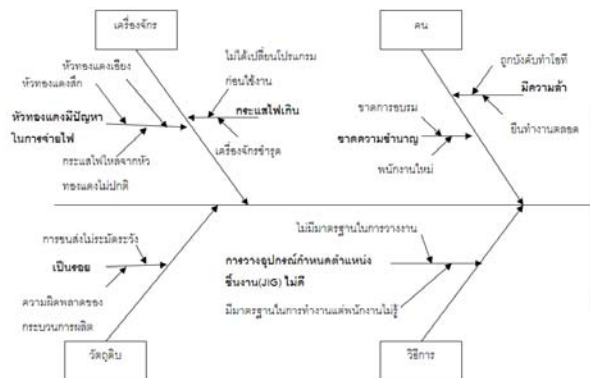 เครื่องจักร
คน
ไม่ได้เปลี่ยนโปรแกรม
ก่อนใช้งาน
กระแสไฟเกิน
เครื่องจักรชำรุด
หัวทองแดงเอียง
หัวทองแดงสึก
หัวทองแดงมีปัญหา
ในการจ่ายไฟ
กระแสไฟไหลจากหัว
ทองแดงไม่ปกติ
ถูกบังคับทำโอที
มีความล้า
ยืนทำงานตลอด
ขาดการอบรม
ขาดความชำนาญ
พนักงานใหม่
การขนส่งไม่ระมัดระวัง
เป็นรอย
ความผิดพลาดของ
กระบวนการผลิต
ไม่มีมาตรฐานในการวางงาน
การวางอุปกรณ์กำหนดตำแหน่ง
ชิ้นงาน(JIG) ไม่ดี
มีมาตรฐานในการทำงานแต่พนักงานไม่รู้
วัตถุดิบ
วิธีการ